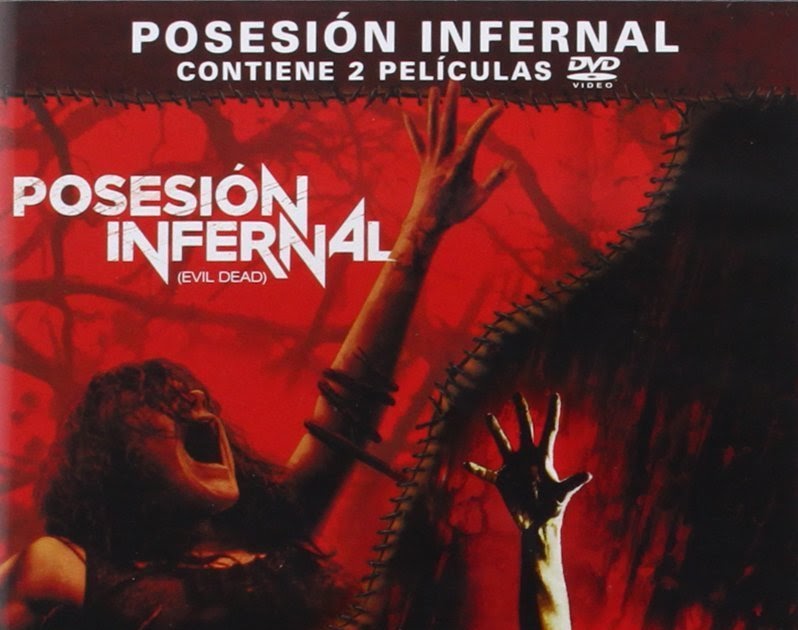 POSESIÓN INFERNAL
CONTIENE 2 PELÍCULAS DVD
VIDEO
POSESIÓN
INFERNAL
(EVIL DEAD)